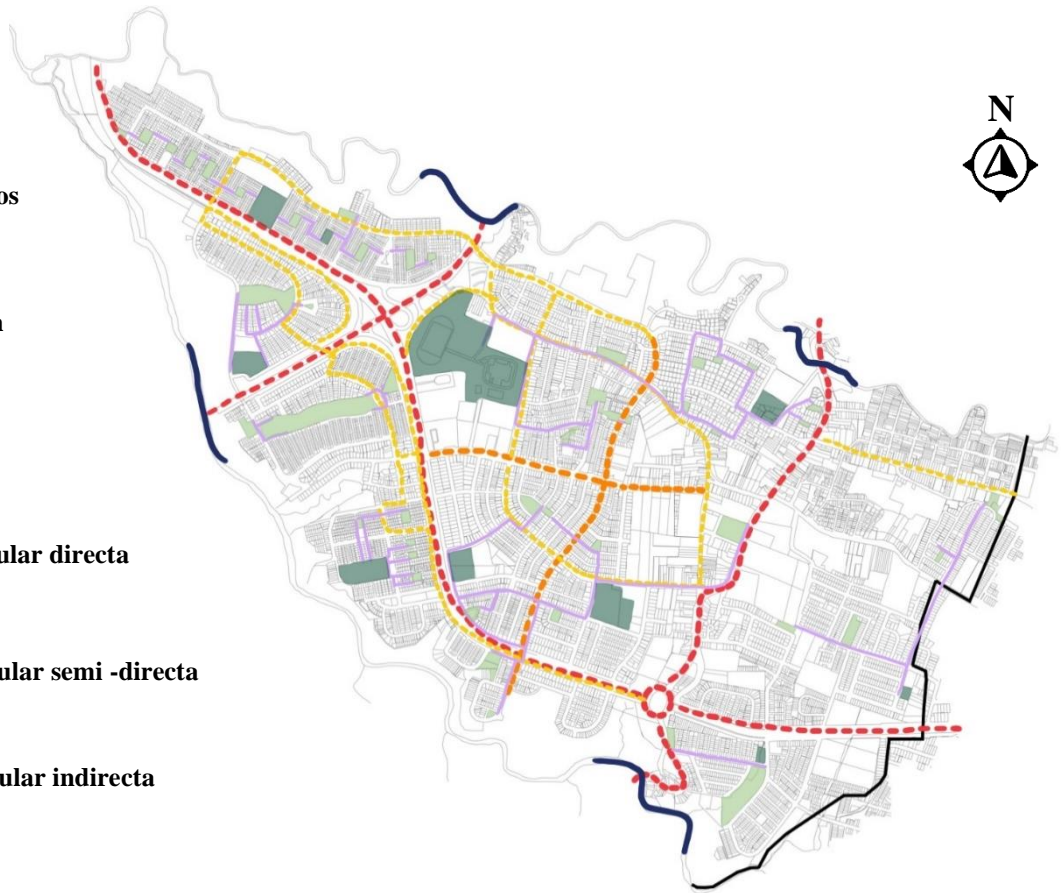 N
os
n
ular directa
ular semi -directa
ular indirecta